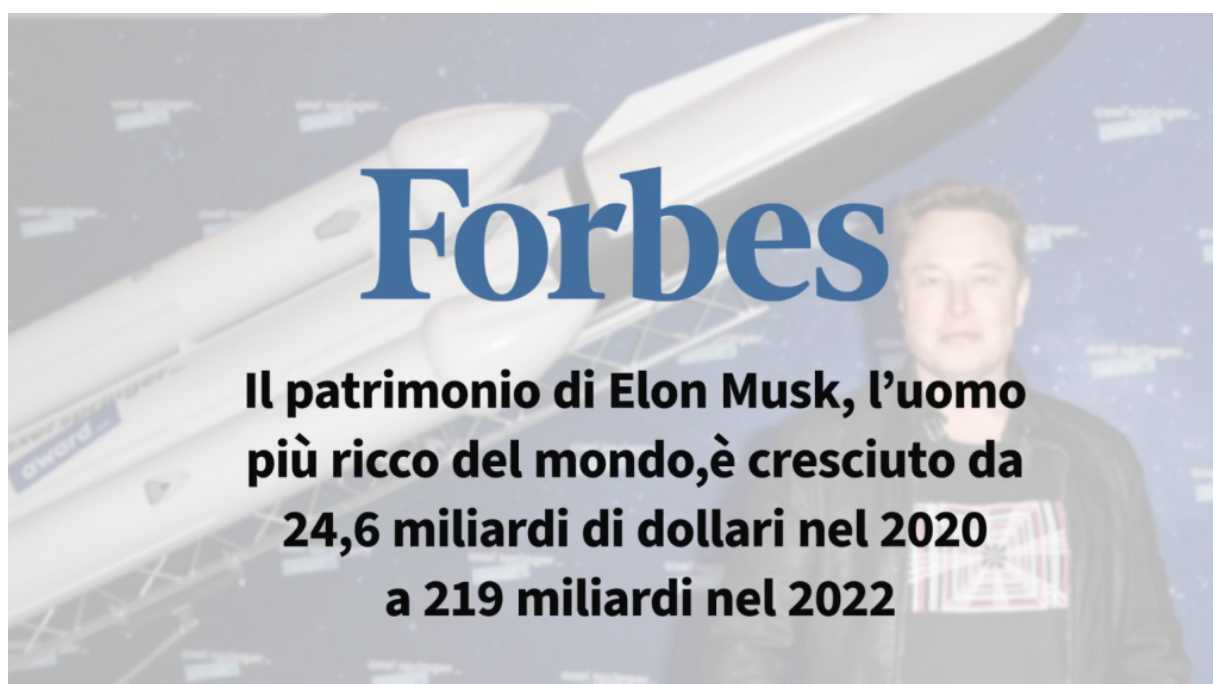 Forbes
Il patrimonio di Elon Musk, l’uomo
più ricco del mondo,è cresciuto da
24,6 miliardi di dollari nel 2020
a 219 miliardi nel 2022
award